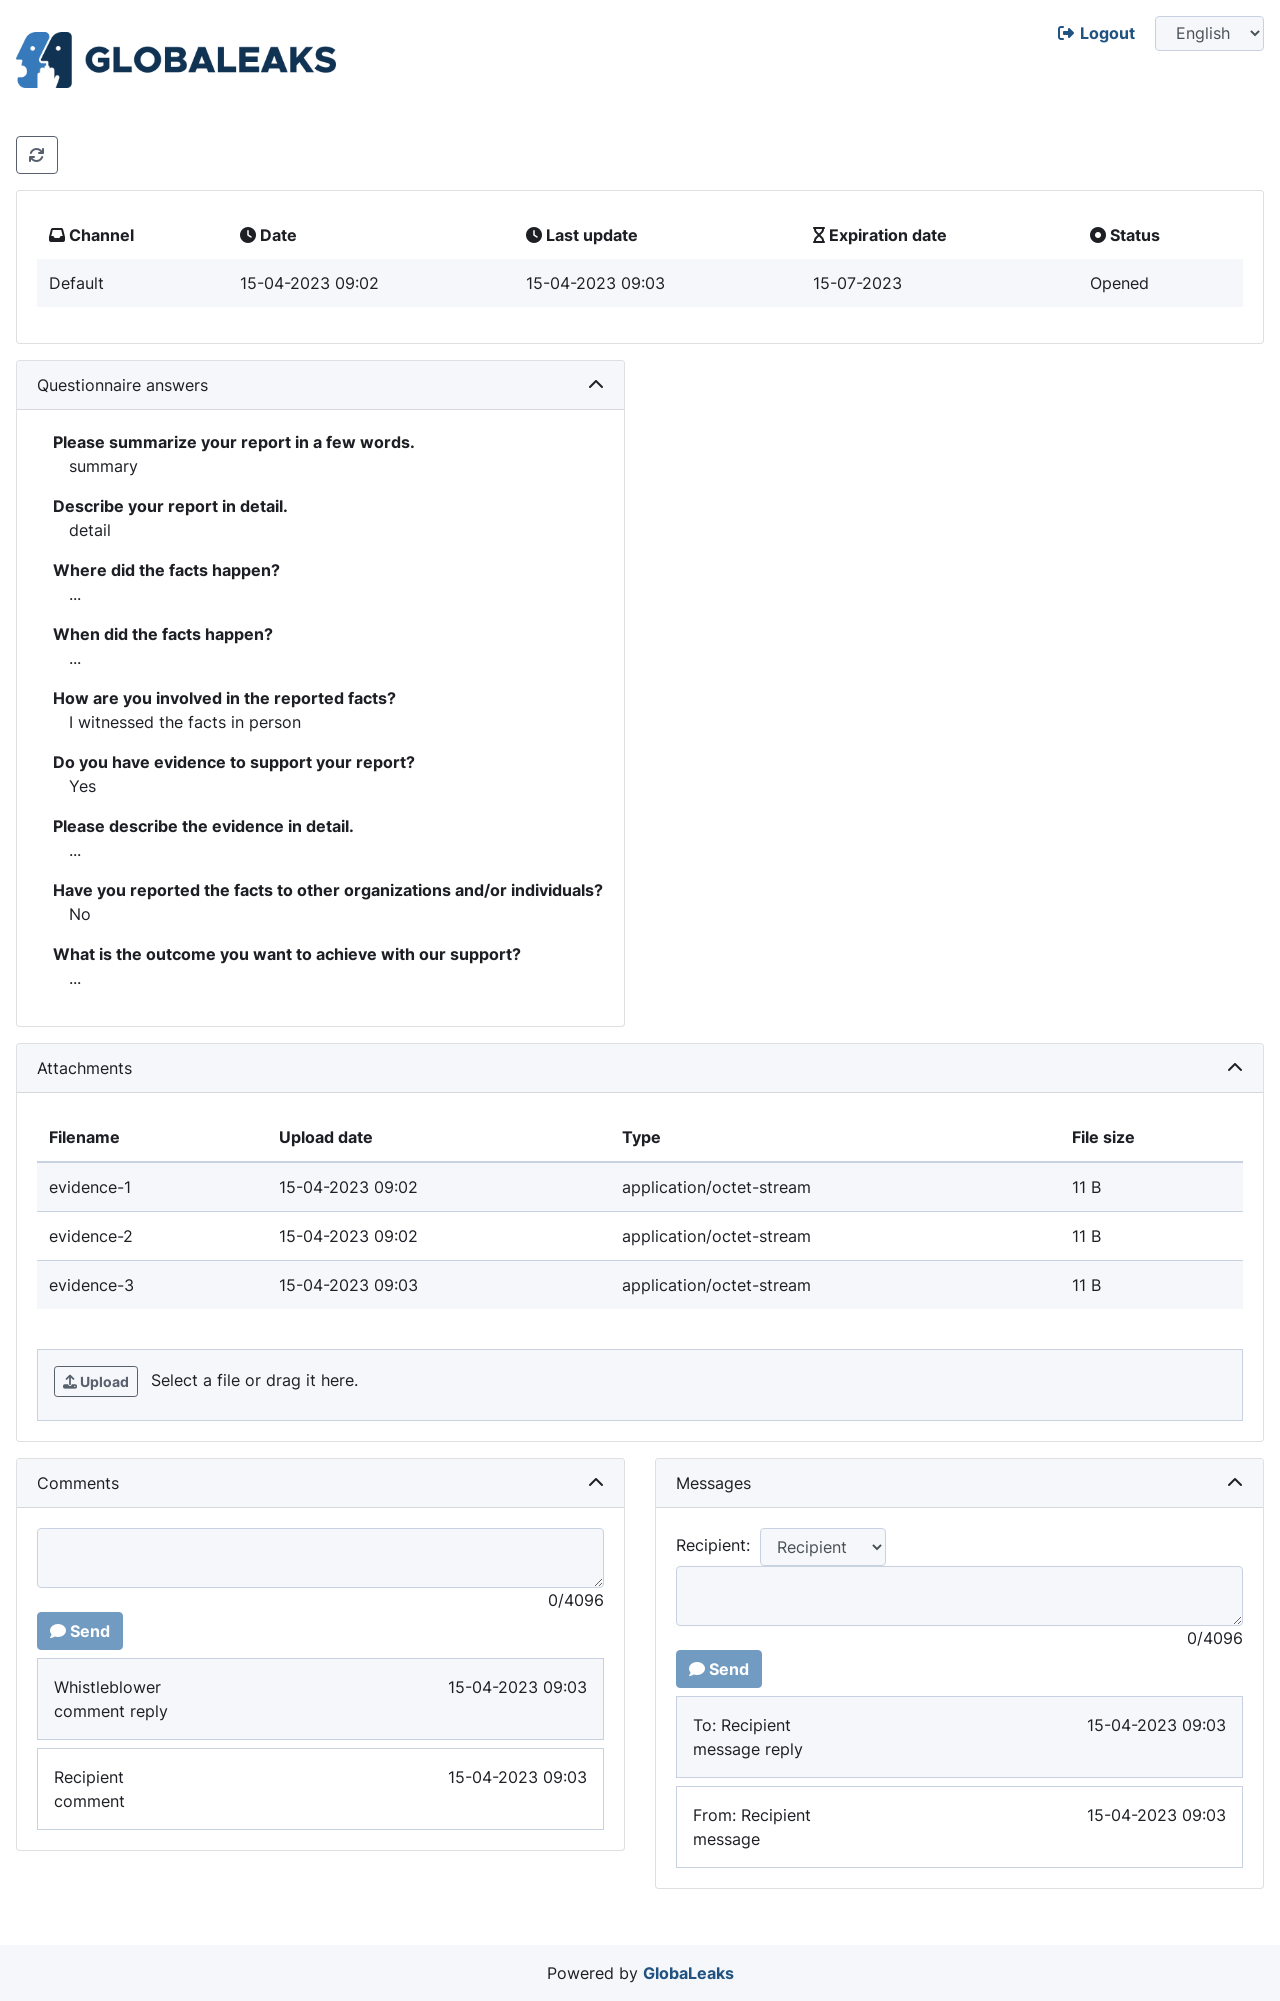 GLOBALEAKS
Logout English
Channel Date Last update Expiration date Status
Default 15-04-2023 09:02 15-04-2023 09:03 15-07-2023 Opened
Questionnaire answers
Please summarize your report in a few words.
summary
Describe your report in detail.
detail
Where did the facts happen?
...
When did the facts happen?
...
How are you involved in the reported facts?
I witnessed the facts in person
Do you have evidence to support your report?
Yes
Please describe the evidence in detail.
...
Have you reported the facts to other organizations and/or individuals?
No
What is the outcome you want to achieve with our support?
...
Attachments
Filename Upload date Type File size
evidence-1 15-04-2023 09:02 application/octet-stream 11 B
evidence-2 15-04-2023 09:02 application/octet-stream 11 B
evidence-3 15-04-2023 09:03 application/octet-stream 11 B
Upload Select a file or drag it here.
Comments
0/4096
Send
Whistleblower 15-04-2023 09:03
comment reply
Recipient 15-04-2023 09:03
comment
Messages
Recipient: Recipient
0/4096
Send
To: Recipient 15-04-2023 09:03
message reply
From: Recipient 15-04-2023 09:03
message
Powered by GlobaLeaks